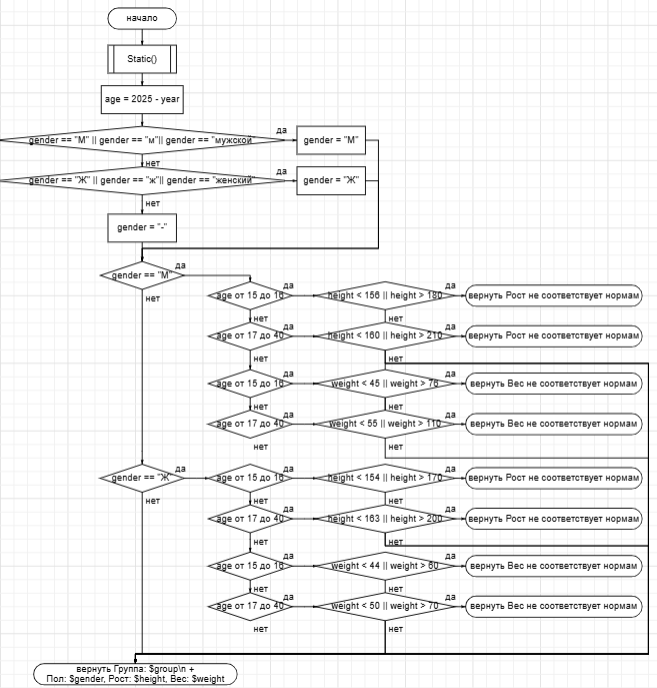 начало
Static()
age = 2025 - year
да
gender == "М" || gender == "м"|| gender == "мужской"
gender = "М"
нет
да
gender == "Ж" || gender == "ж"|| gender == "женский"
gender = "Ж"
нет
gender = "-"
да
gender == "М"
нет
да
да
age от 15 до 16
height < 156 || height > 180
вернуть Рост не соответствует нормам
нет
нет
да
да
age от 17 до 40
height < 160 || height > 210
вернуть Рост не соответствует нормам
нет
нет
да
да
age от 15 до 16
weight < 45 || weight > 76
вернуть Вес не соответствует нормам
нет
нет
да
да
age от 17 до 40
weight < 55 || weight > 110
вернуть Вес не соответствует нормам
нет
нет
да
gender == "Ж"
нет
да
да
age от 15 до 16
height < 154 || height > 170
вернуть Рост не соответствует нормам
нет
нет
да
да
age от 17 до 40
height < 163 || height > 200
вернуть Рост не соответствует нормам
нет
нет
да
да
age от 15 до 16
weight < 44 || weight > 60
вернуть Вес не соответствует нормам
нет
нет
да
да
age от 17 до 40
weight < 50 || weight > 70
вернуть Вес не соответствует нормам
нет
нет
вернуть Группа: $group\n +
Пол: $gender, Рост: $height, Вес: $weight